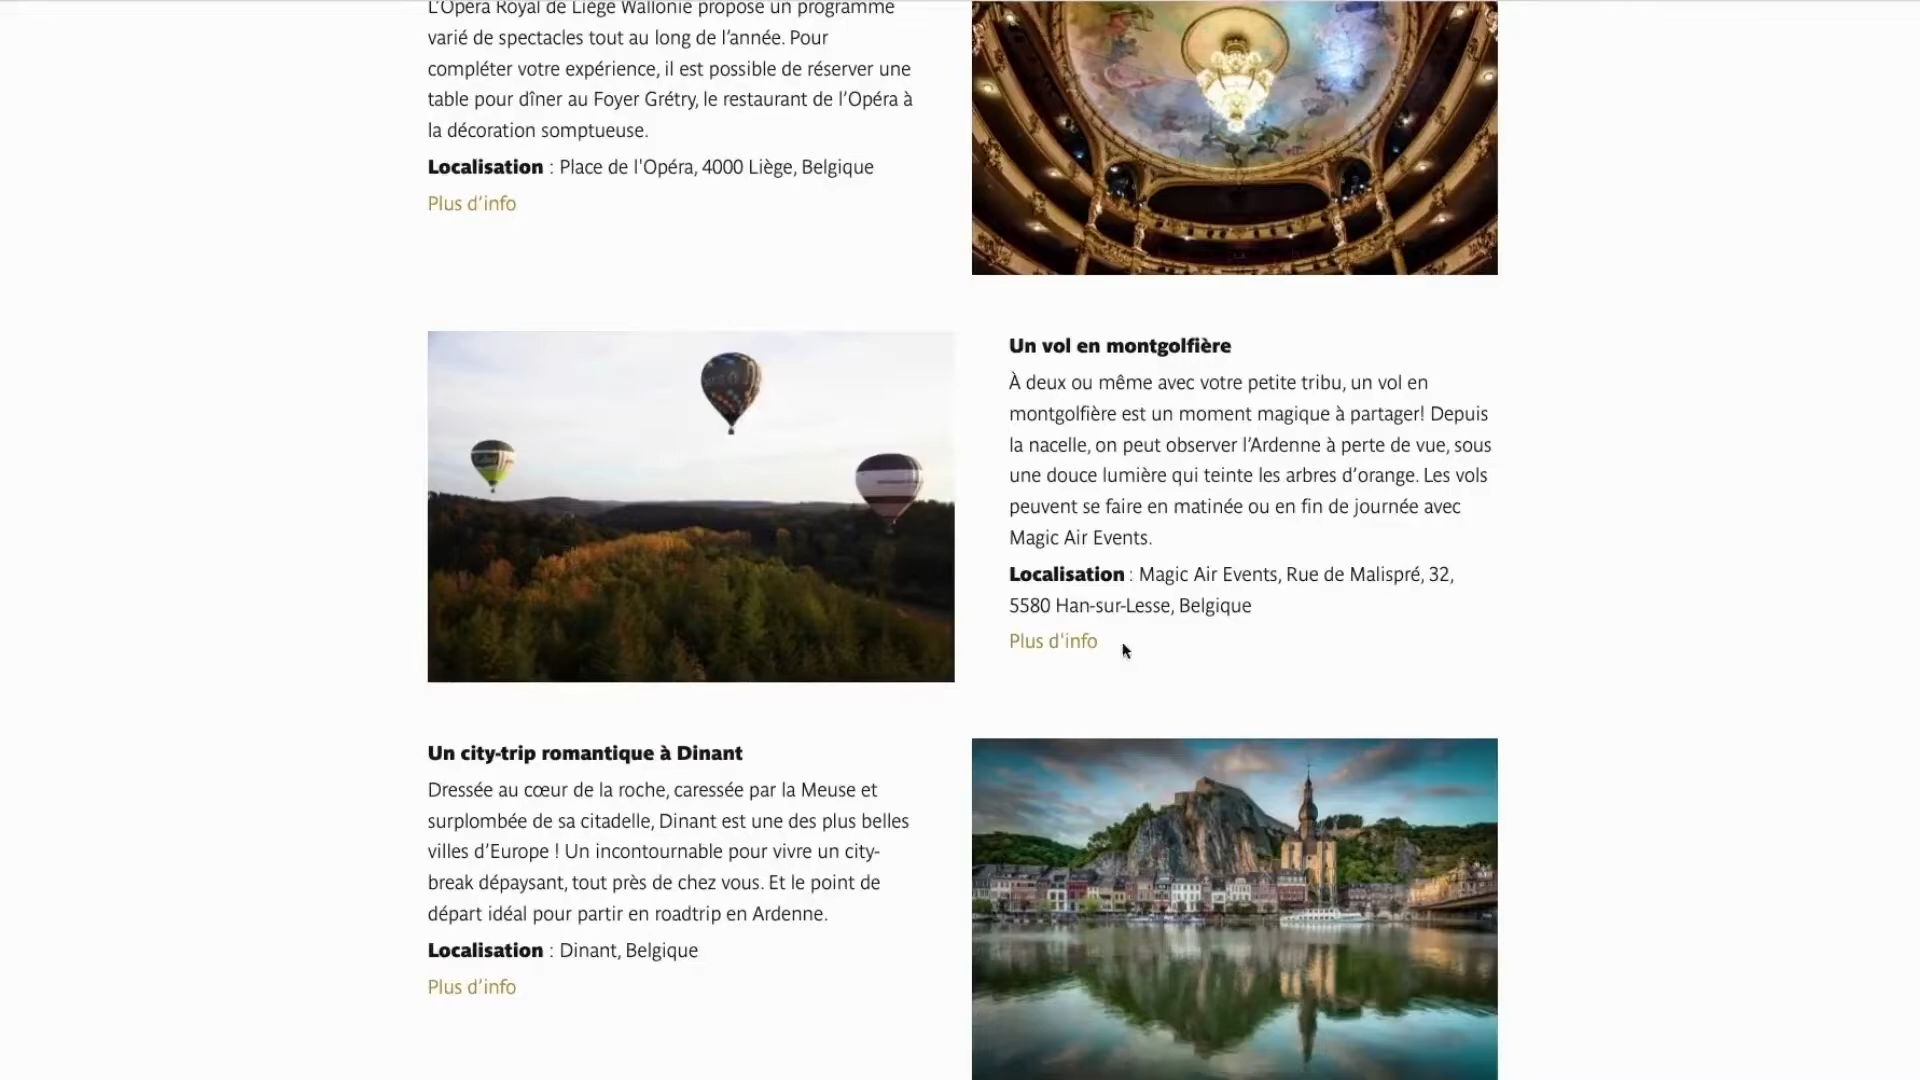 L'Opéra Royal de Liège Wallonie propose un programme
varié de spectacles tout au long de l’année. Pour
compléter votre expérience, il est possible de réserver une
table pour dîner au Foyer Grétry, le restaurant de l’Opéra à
la décoration somptueuse.
Localisation : Place de l'Opéra, 4000 Liège, Belgique
Plus d’info
Un vol en montgolfière
À deux ou même avec votre petite tribu, un vol en
montgolfière est un moment magique à partager! Depuis
la nacelle, on peut observer l’Ardenne à perte de vue, sous
une douce lumière qui teinte les arbres d’orange. Les vols
peuvent se faire en matinée ou en fin de journée avec
Magic Air Events.
Localisation : Magic Air Events, Rue de Malispré, 32,
5580 Han-sur-Lesse, Belgique
Plus d'info
Un city-trip romantique à Dinant
Dressée au cœur de la roche, caressée par la Meuse et
surplombée de sa citadelle, Dinant est une des plus belles
villes d’Europe ! Un incontournable pour vivre un city-
break dépaysant, tout près de chez vous. Et le point de
départ idéal pour partir en roadtrip en Ardenne.
Localisation : Dinant, Belgique
Plus d’info